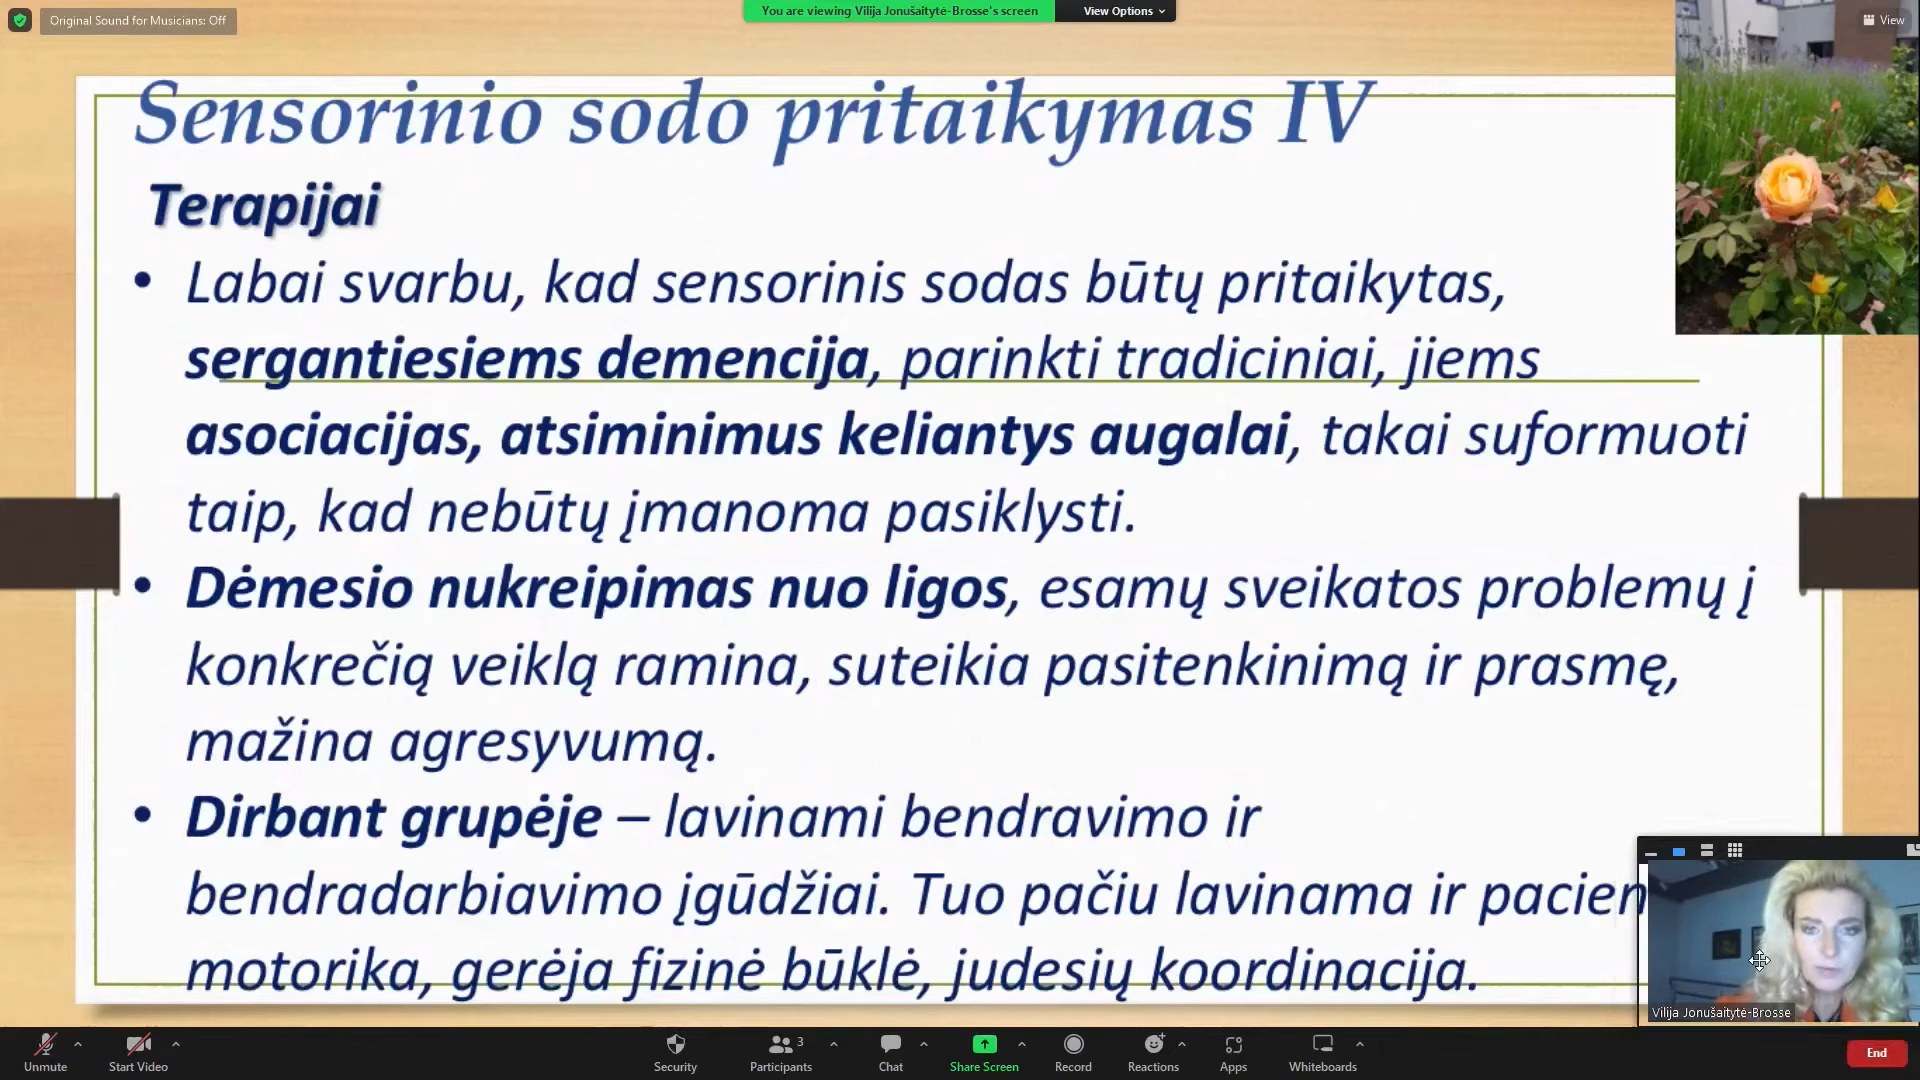 Original Sound for Musicians: Off
You are viewing Vilija Jonušaitytė-Brosse's screen
View Options
View
Sensorinio sodo pritaikymas IV
Terapijai
• Labai svarbu, kad sensorinis sodas būtų pritaikytas,
sergantiesiems demencija, parinkti tradiciniai, jiems
asociacijas, atsiminimus keliantys augalai, takai suformuoti
taip, kad nebūtų įmanoma pasiklysti.
• Dėmesio nukreipimas nuo ligos, esamų sveikatos problemų į
konkrečią veiklą ramina, suteikia pasitenkinimą ir prasmę,
mažina agresyvumą.
• Dirbant grupėje – lavinami bendravimo ir
bendradarbiavimo įgūdžiai. Tuo pačiu lavinama ir pacien
motorika, gerėja fizinė būklė, judesių koordinacija.
Vilija Jonušaitytė-Brosse
Unmute
Start Video
Security
Participants 3
Chat
Share Screen
Record
Reactions
Apps
Whiteboards
End